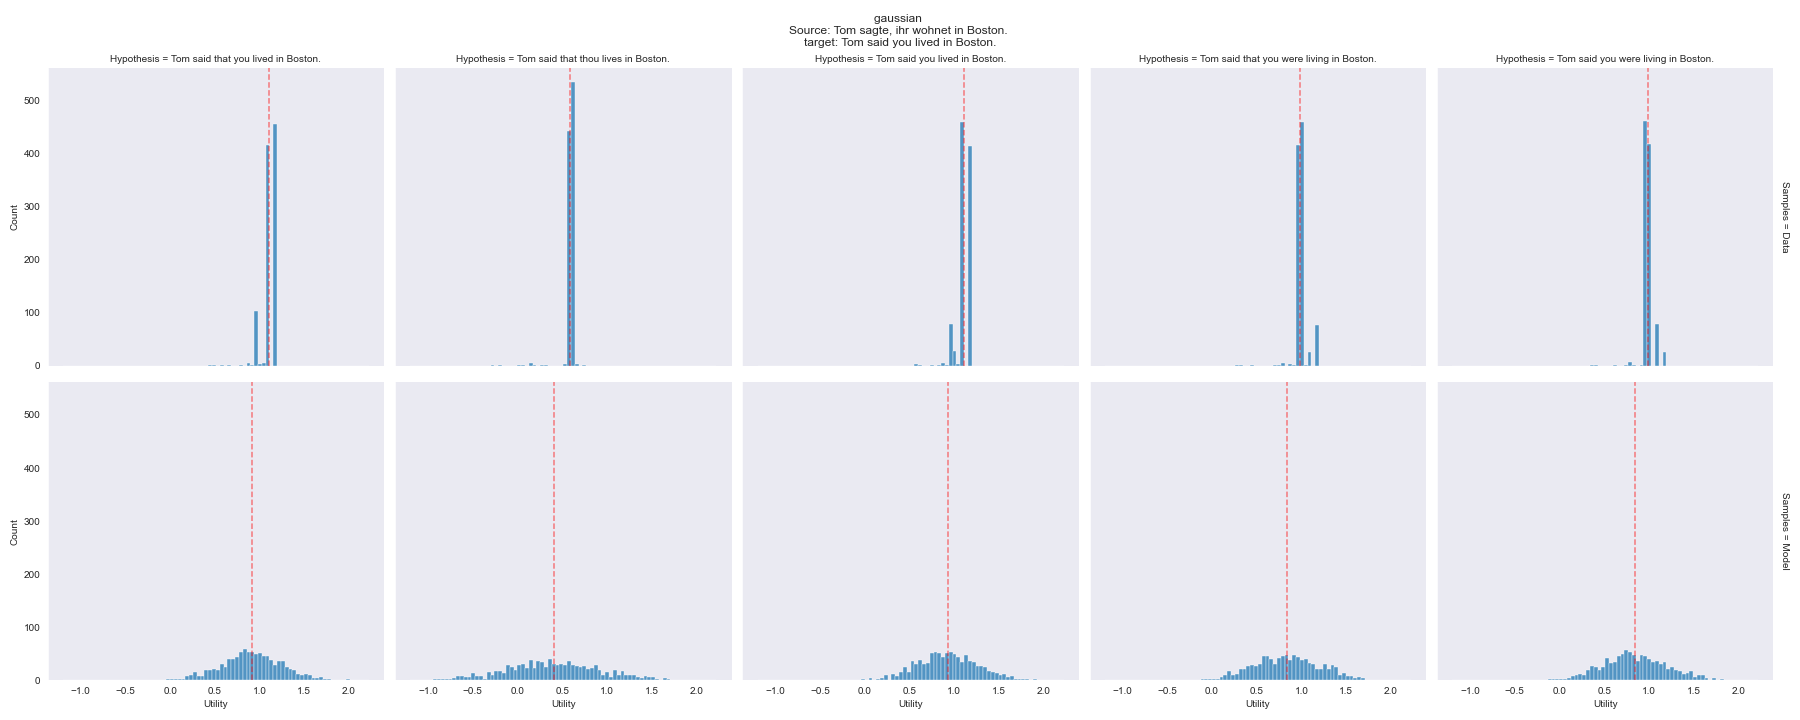 gaussian
Source: Tom sagte, ihr wohnet in Boston.
target: Tom said you lived in Boston.
Hypothesis = Tom said that you lived in Boston.
Hypothesis = Tom said that thou lives in Boston.
Hypothesis = Tom said you lived in Boston.
Hypothesis = Tom said that you were living in Boston.
Hypothesis = Tom said you were living in Boston.
500
400
300
200
100
0
Count
Samples = Data
500
400
300
200
100
0
Count
Samples = Model
−1.0 −0.5 0.0 0.5 1.0 1.5 2.0
−1.0 −0.5 0.0 0.5 1.0 1.5 2.0
−1.0 −0.5 0.0 0.5 1.0 1.5 2.0
−1.0 −0.5 0.0 0.5 1.0 1.5 2.0
−1.0 −0.5 0.0 0.5 1.0 1.5 2.0
Utility
Utility
Utility
Utility
Utility